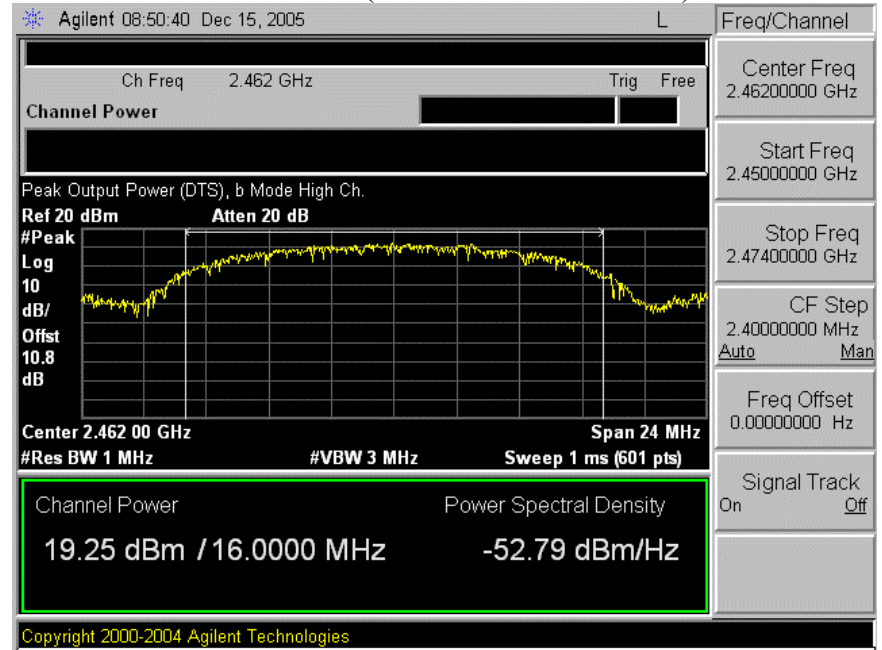 Agilent 08:50:40 Dec 15, 2005 L
Freq/Channel
Ch Freq 2.462 GHz Trig Free
Channel Power
Peak Output Power (DTS), b Mode High Ch.
Ref 20 dBm Atten 20 dB
#Peak
Log
10
dB/
Offst
10.8
dB
Center 2.462 00 GHz Span 24 MHz
#Res BW 1 MHz #VBW 3 MHz Sweep 1 ms (601 pts)
Channel Power Power Spectral Density
19.25 dBm / 16.0000 MHz -52.79 dBm/Hz
Copyright 2000-2004 Agilent Technologies
Center Freq
2.46200000 GHz
Start Freq
2.45000000 GHz
Stop Freq
2.47400000 GHz
CF Step
2.40000000 MHz
Auto Man
Freq Offset
0.00000000 Hz
Signal Track
On Off